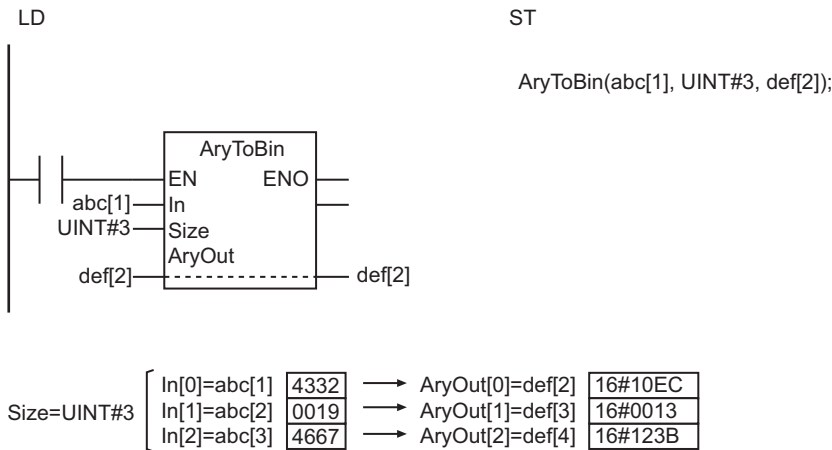 LD
ST
AryToBin(abc[1], UINT#3, def[2]);
AryToBin
EN ENO
abc[1] In
UINT#3 Size
AryOut
def[2] def[2]
Size=UINT#3
In[0]=abc[1] 4332 → AryOut[0]=def[2] 16#10EC
In[1]=abc[2] 0019 → AryOut[1]=def[3] 16#0013
In[2]=abc[3] 4667 → AryOut[2]=def[4] 16#123B